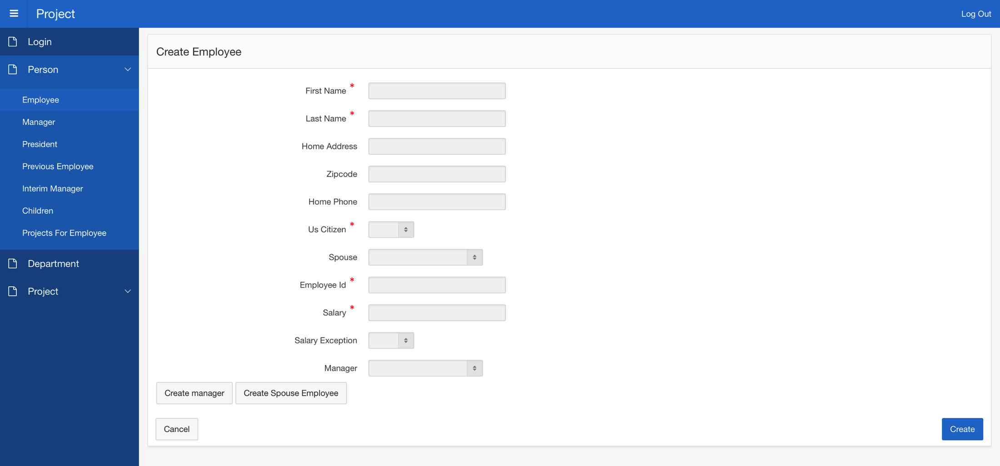 Project
Log Out
Login
Person
Employee
Manager
President
Previous Employee
Interim Manager
Children
Projects For Employee
Department
Project
Create Employee
First Name *
Last Name *
Home Address
Zipcode
Home Phone
Us Citizen *
Spouse
Employee Id *
Salary *
Salary Exception
Manager
Create manager
Create Spouse Employee
Cancel
Create